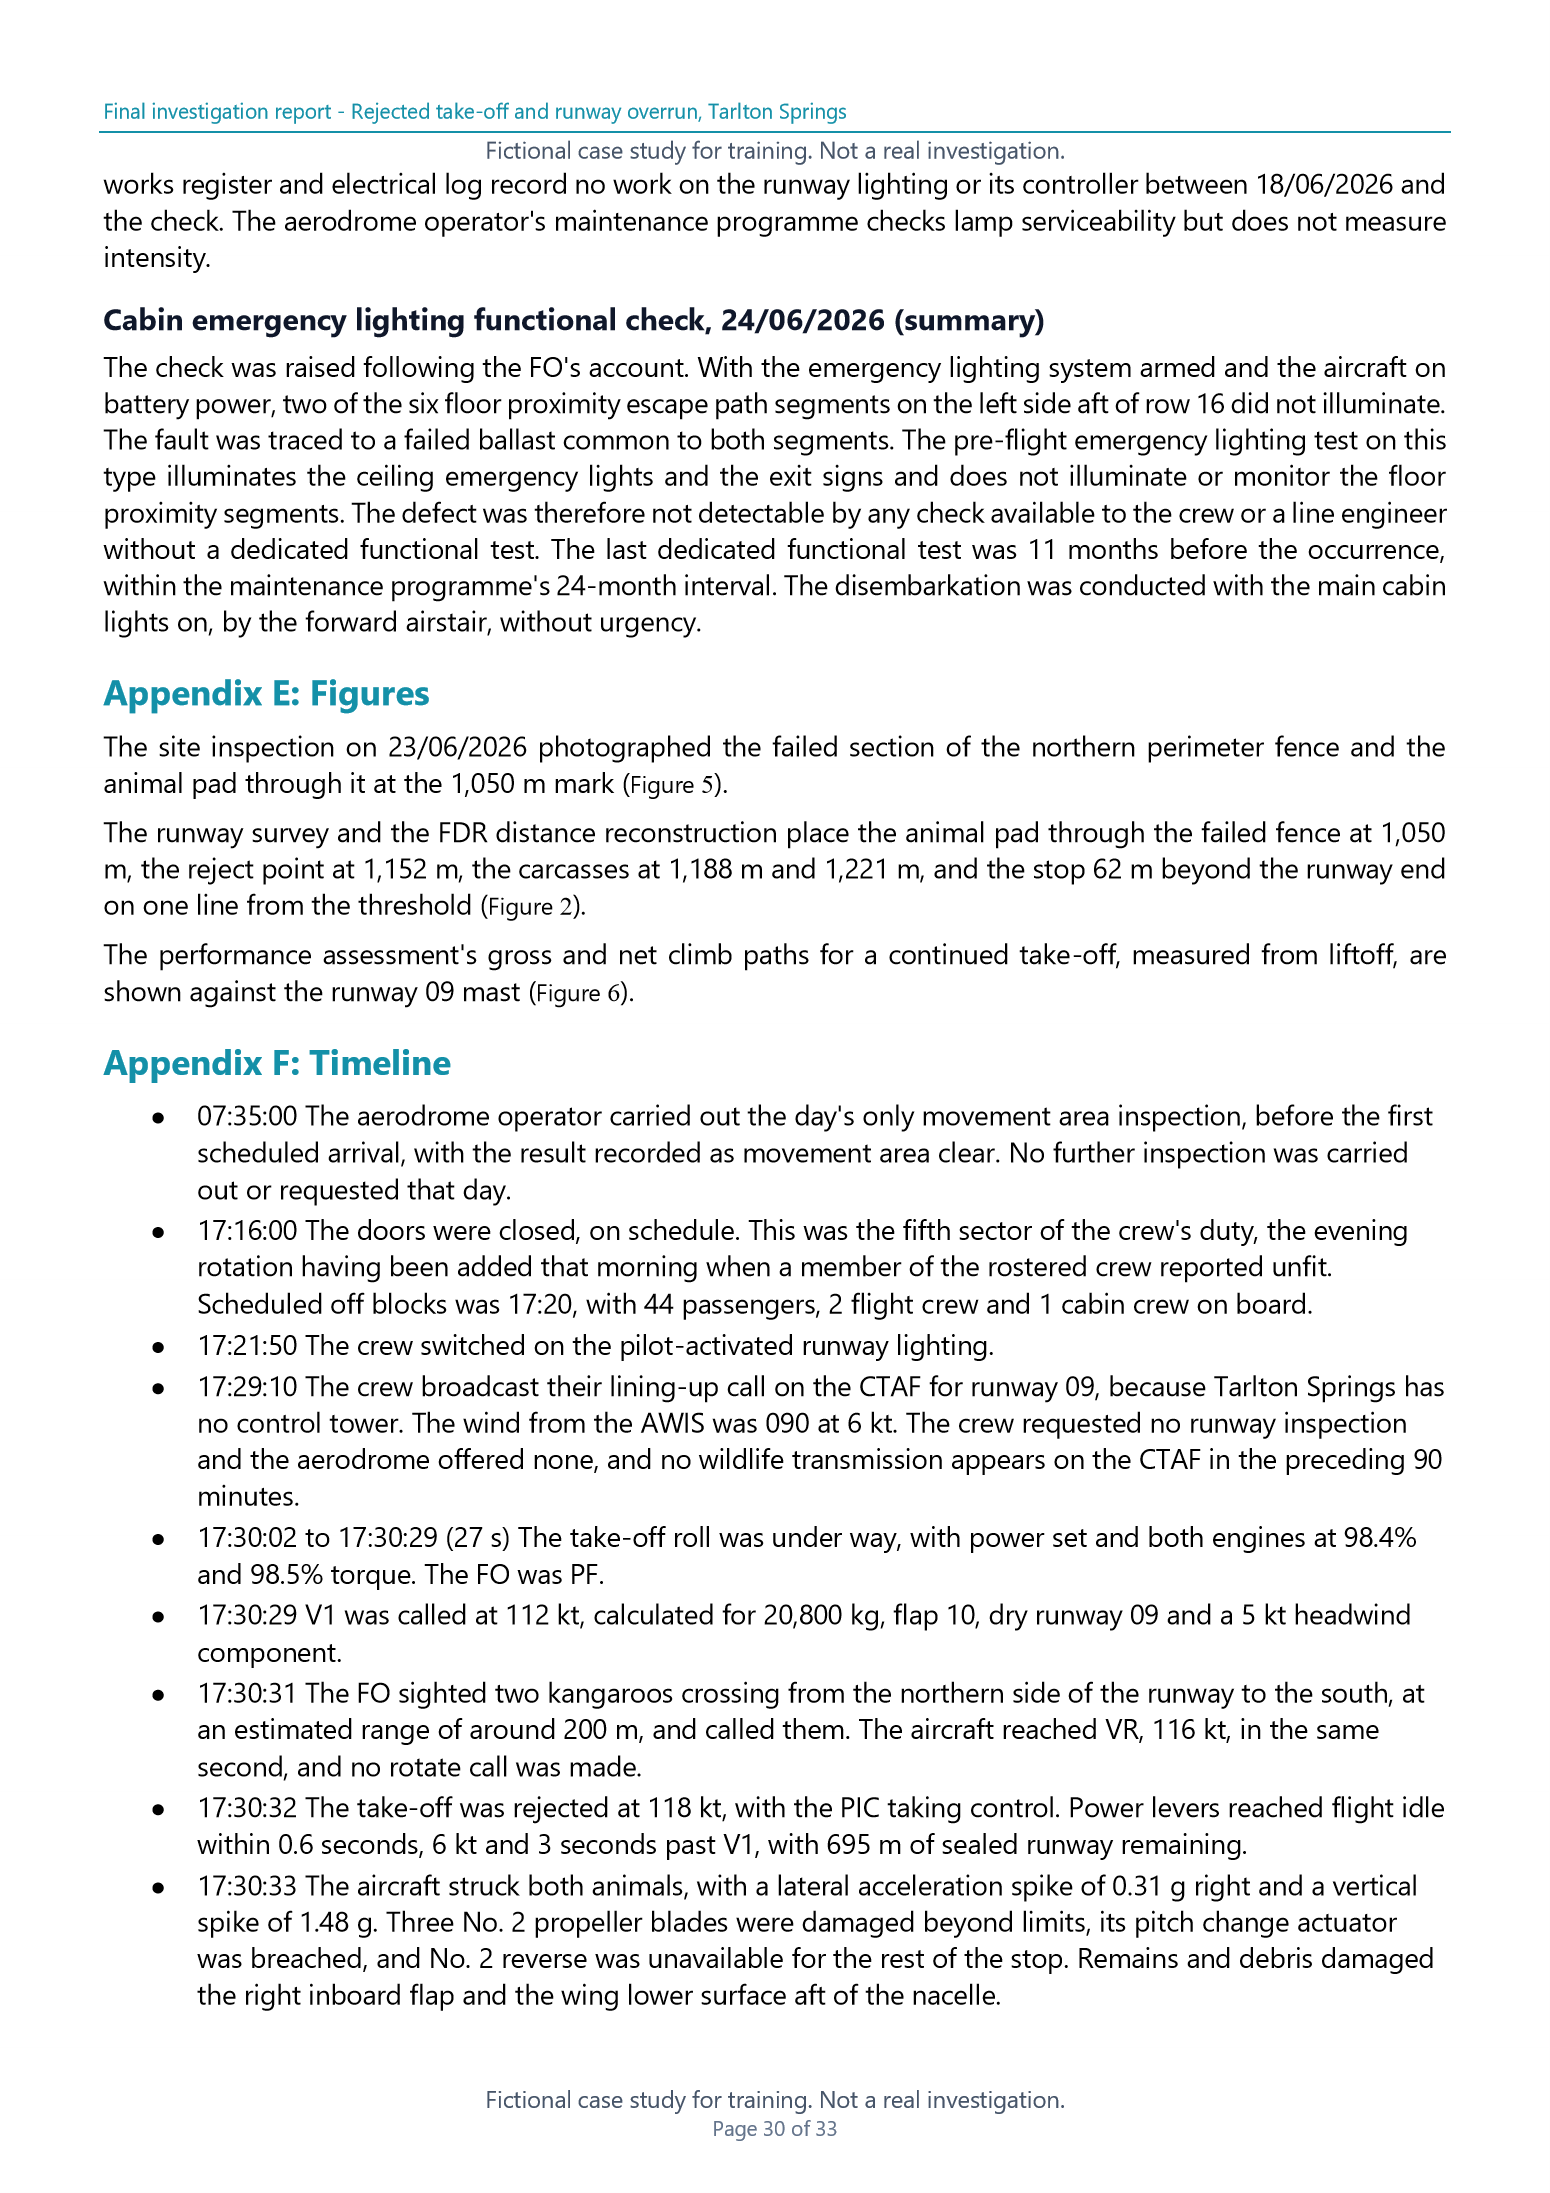 Final investigation report - Rejected take-off and runway overrun, Tarlton Springs
Fictional case study for training. Not a real investigation.
works register and electrical log record no work on the runway lighting or its controller between 18/06/2026 and
the check. The aerodrome operator's maintenance programme checks lamp serviceability but does not measure
intensity.
Cabin emergency lighting functional check, 24/06/2026 (summary)
The check was raised following the FO's account. With the emergency lighting system armed and the aircraft on
battery power, two of the six floor proximity escape path segments on the left side aft of row 16 did not illuminate.
The fault was traced to a failed ballast common to both segments. The pre-flight emergency lighting test on this
type illuminates the ceiling emergency lights and the exit signs and does not illuminate or monitor the floor
proximity segments. The defect was therefore not detectable by any check available to the crew or a line engineer
without a dedicated functional test. The last dedicated functional test was 11 months before the occurrence,
within the maintenance programme's 24-month interval. The disembarkation was conducted with the main cabin
lights on, by the forward airstair, without urgency.
Appendix E: Figures
The site inspection on 23/06/2026 photographed the failed section of the northern perimeter fence and the
animal pad through it at the 1,050 m mark (Figure 5).
The runway survey and the FDR distance reconstruction place the animal pad through the failed fence at 1,050
m, the reject point at 1,152 m, the carcasses at 1,188 m and 1,221 m, and the stop 62 m beyond the runway end
on one line from the threshold (Figure 2).
The performance assessment's gross and net climb paths for a continued take-off, measured from liftoff, are
shown against the runway 09 mast (Figure 6).
Appendix F: Timeline
● 07:35:00 The aerodrome operator carried out the day's only movement area inspection, before the first
scheduled arrival, with the result recorded as movement area clear. No further inspection was carried
out or requested that day.
● 17:16:00 The doors were closed, on schedule. This was the fifth sector of the crew's duty, the evening
rotation having been added that morning when a member of the rostered crew reported unfit.
Scheduled off blocks was 17:20, with 44 passengers, 2 flight crew and 1 cabin crew on board.
● 17:21:50 The crew switched on the pilot-activated runway lighting.
● 17:29:10 The crew broadcast their lining-up call on the CTAF for runway 09, because Tarlton Springs has
no control tower. The wind from the AWIS was 090 at 6 kt. The crew requested no runway inspection
and the aerodrome offered none, and no wildlife transmission appears on the CTAF in the preceding 90
minutes.
● 17:30:02 to 17:30:29 (27 s) The take-off roll was under way, with power set and both engines at 98.4%
and 98.5% torque. The FO was PF.
● 17:30:29 V1 was called at 112 kt, calculated for 20,800 kg, flap 10, dry runway 09 and a 5 kt headwind
component.
● 17:30:31 The FO sighted two kangaroos crossing from the northern side of the runway to the south, at
an estimated range of around 200 m, and called them. The aircraft reached VR, 116 kt, in the same
second, and no rotate call was made.
● 17:30:32 The take-off was rejected at 118 kt, with the PIC taking control. Power levers reached flight idle
within 0.6 seconds, 6 kt and 3 seconds past V1, with 695 m of sealed runway remaining.
● 17:30:33 The aircraft struck both animals, with a lateral acceleration spike of 0.31 g right and a vertical
spike of 1.48 g. Three No. 2 propeller blades were damaged beyond limits, its pitch change actuator
was breached, and No. 2 reverse was unavailable for the rest of the stop. Remains and debris damaged
the right inboard flap and the wing lower surface aft of the nacelle.
Fictional case study for training. Not a real investigation.
Page 30 of 33